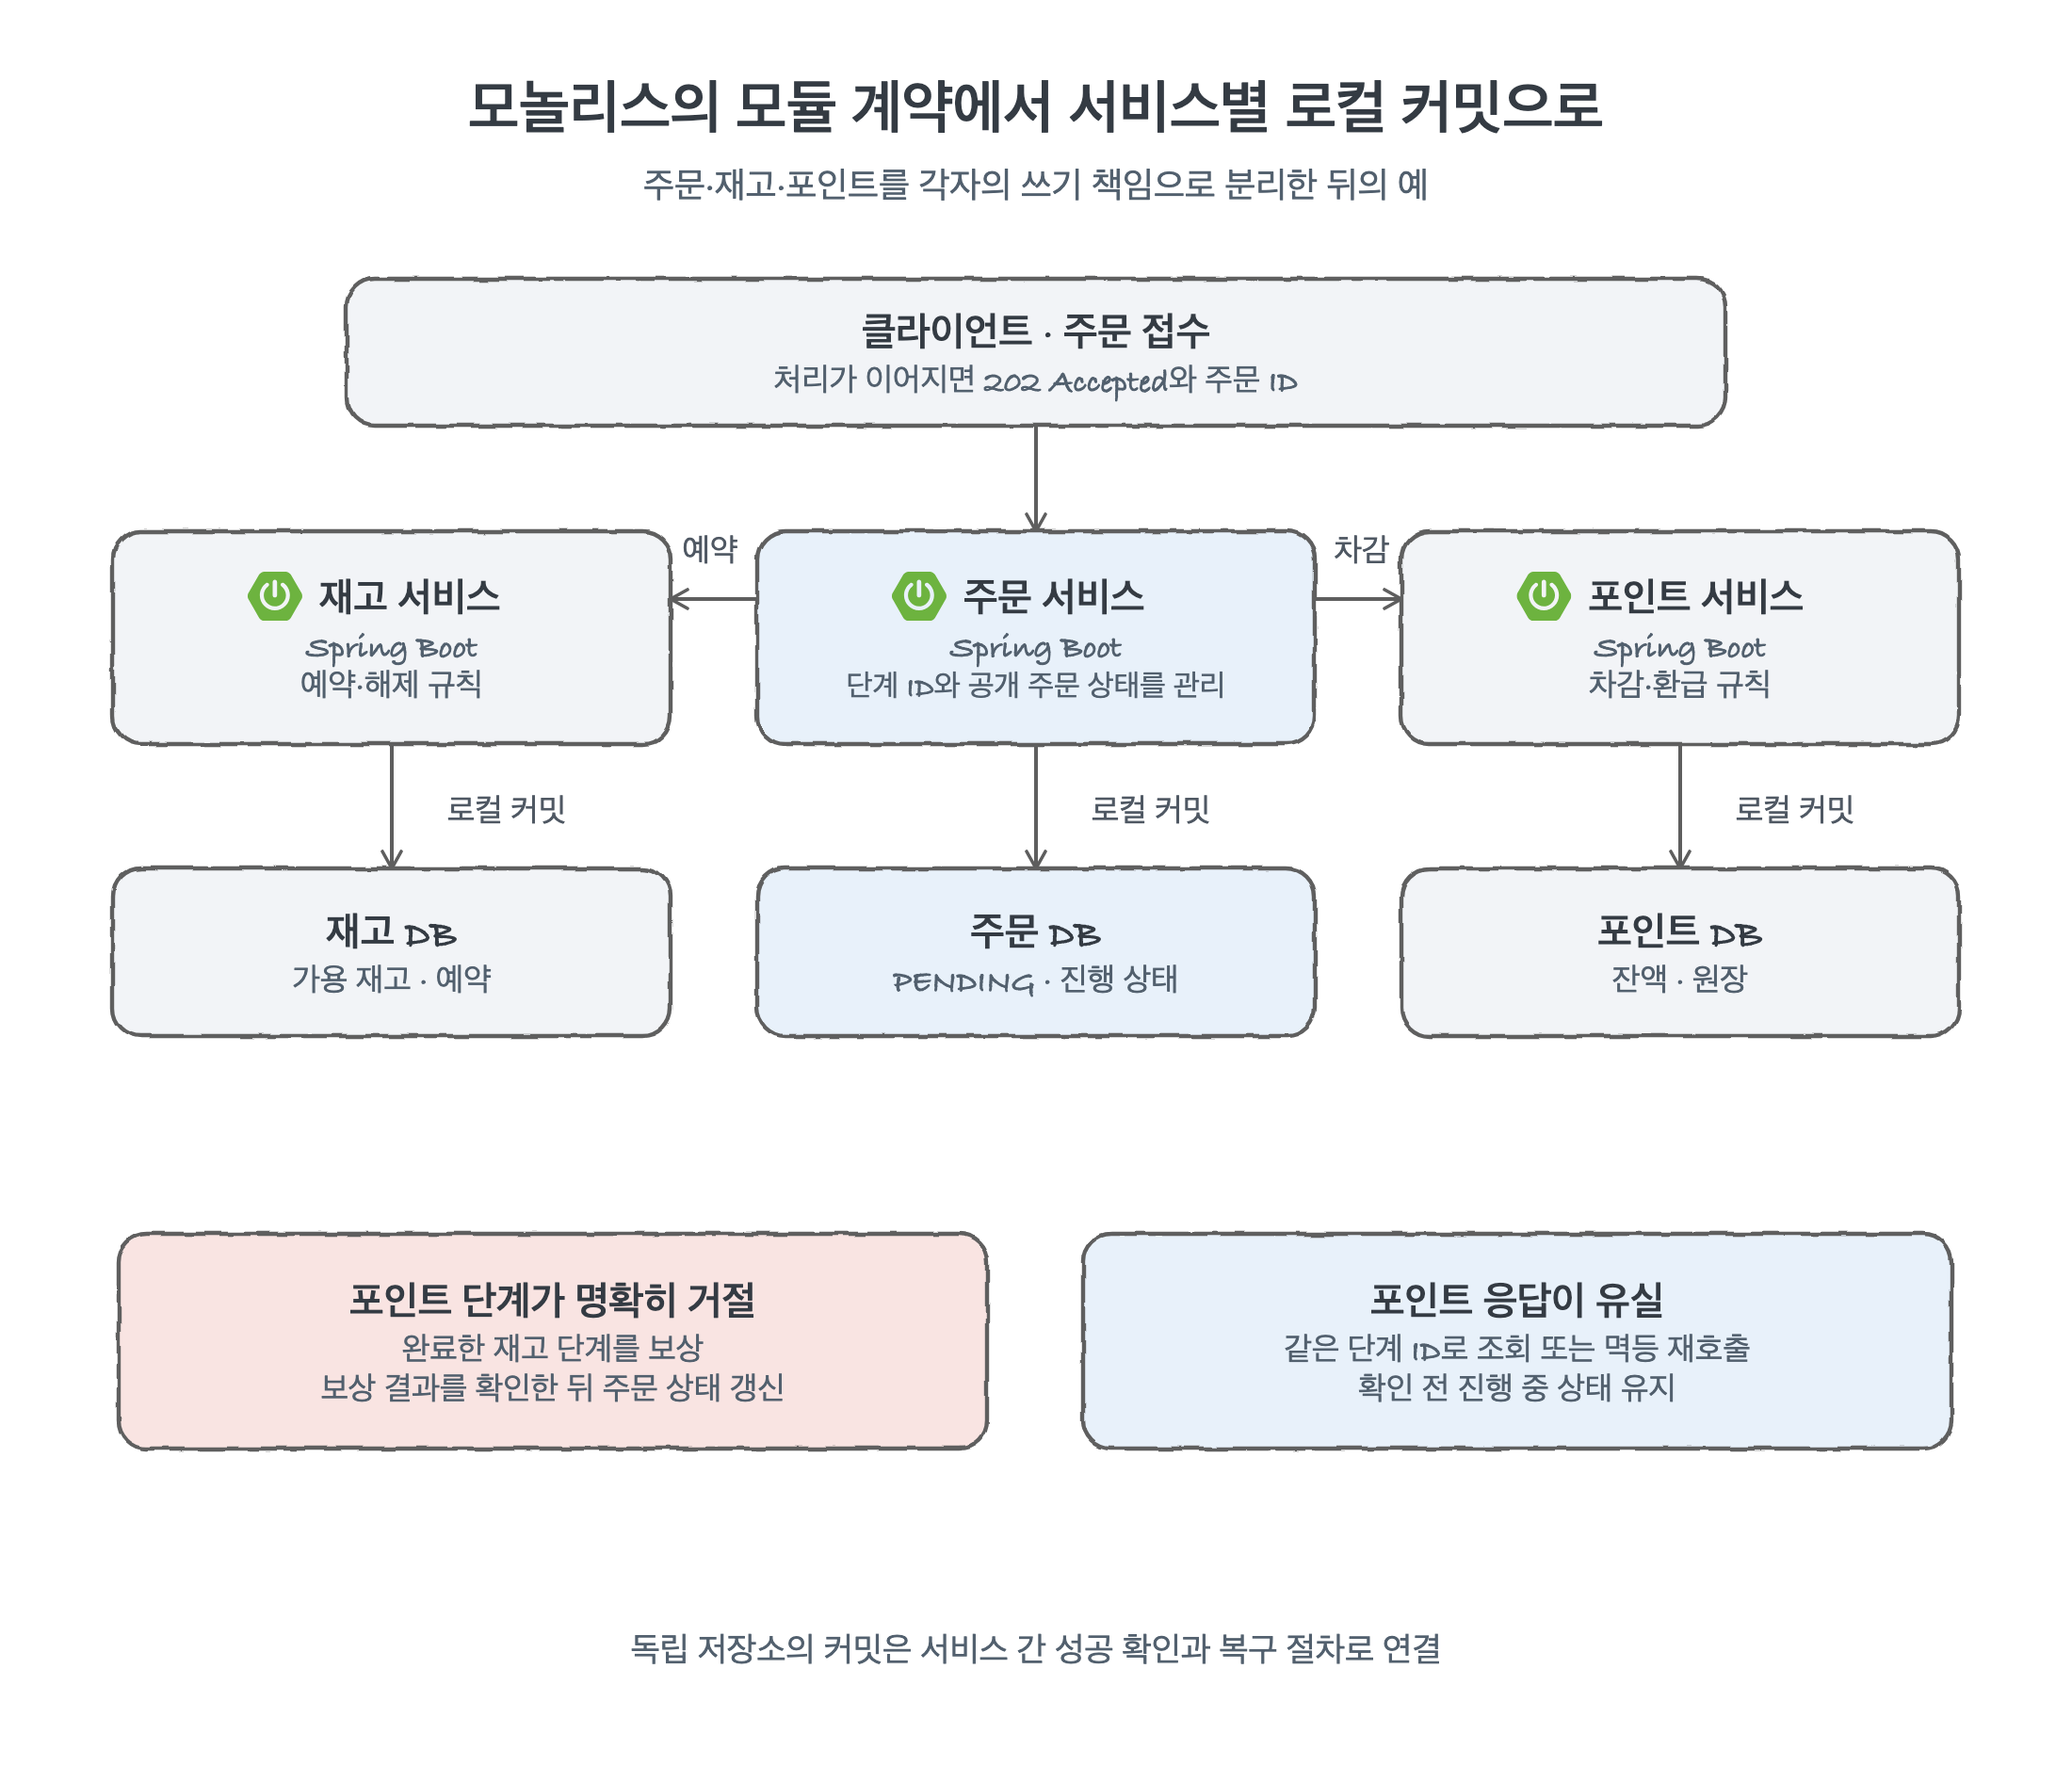 모놀리스의 모듈 계약에서 서비스별 로컬 커밋으로
주문·재고·포인트를 각자의 쓰기 책임으로 분리한 뒤의 예
클라이언트 · 주문 접수
처리가 이어지면 202 Accepted와 주문 ID
예약
차감
재고 서비스
Spring Boot
예약·해제 규칙
주문 서비스
Spring Boot
단계 ID와 공개 주문 상태를 관리
포인트 서비스
Spring Boot
차감·환급 규칙
로컬 커밋
로컬 커밋
로컬 커밋
재고 DB
가용 재고 · 예약
주문 DB
PENDING · 진행 상태
포인트 DB
잔액 · 원장
포인트 단계가 명확히 거절
완료한 재고 단계를 보상
보상 결과를 확인한 뒤 주문 상태 갱신
포인트 응답이 유실
같은 단계 ID로 조회 또는 멱등 재호출
확인 전 진행 중 상태 유지
독립 저장소의 커밋은 서비스 간 성공 확인과 복구 절차로 연결